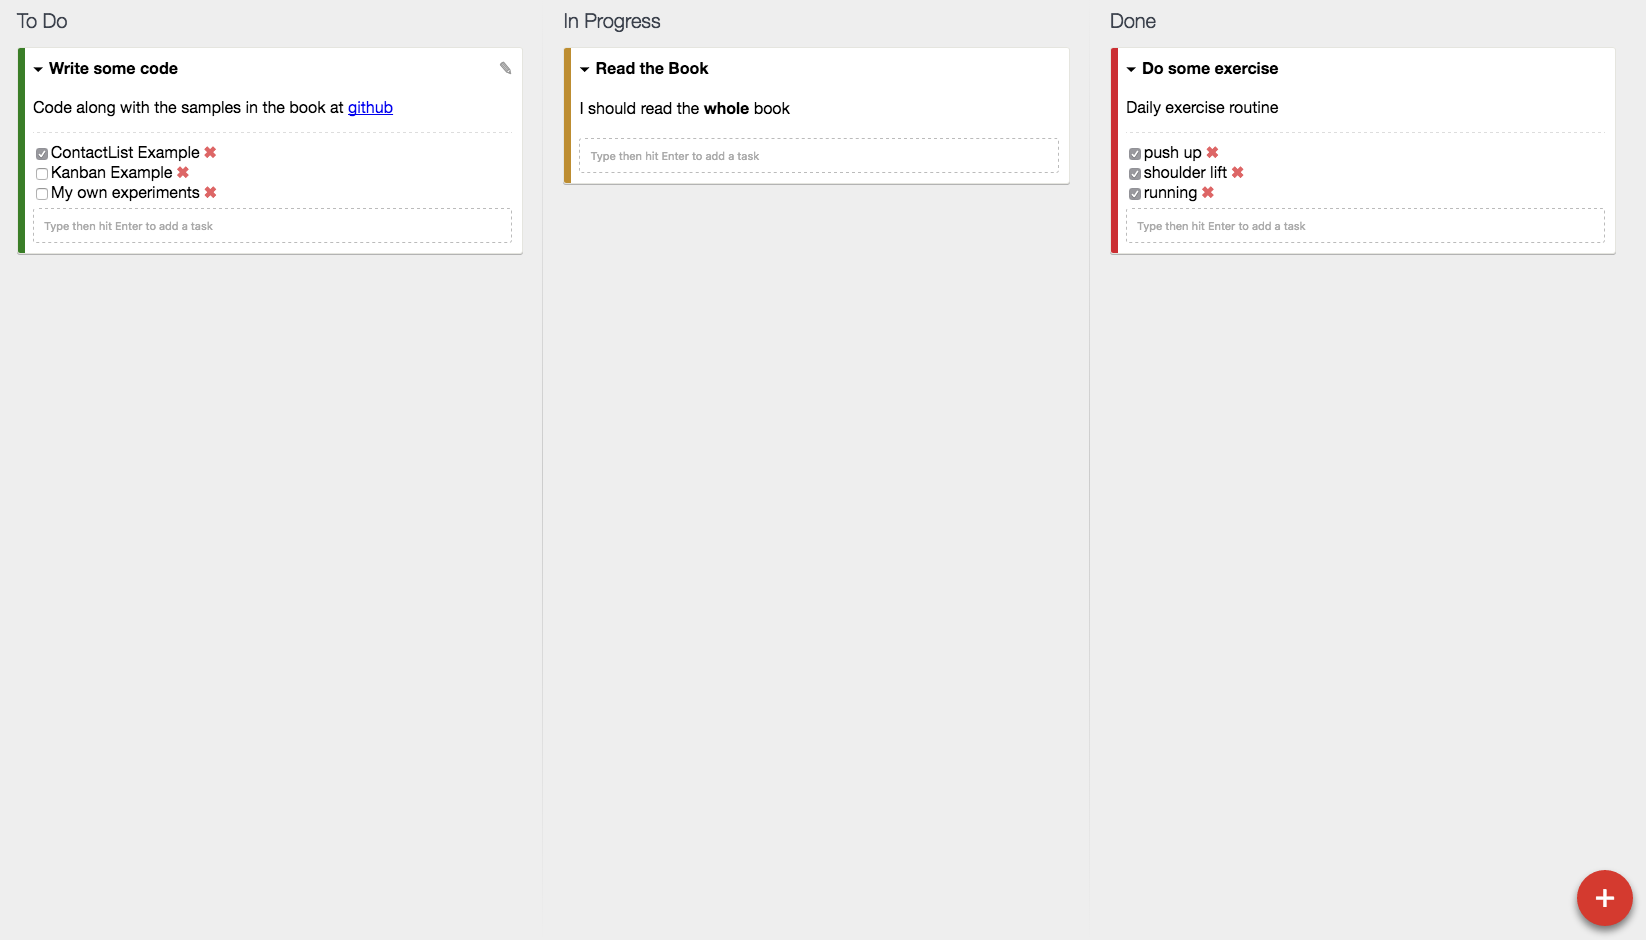 To Do
Write some code
Code along with the samples in the book at github
ContactList Example
Kanban Example
My own experiments
Type then hit Enter to add a task
In Progress
Read the Book
I should read the whole book
Type then hit Enter to add a task
Done
Do some exercise
Daily exercise routine
push up
shoulder lift
running
Type then hit Enter to add a task